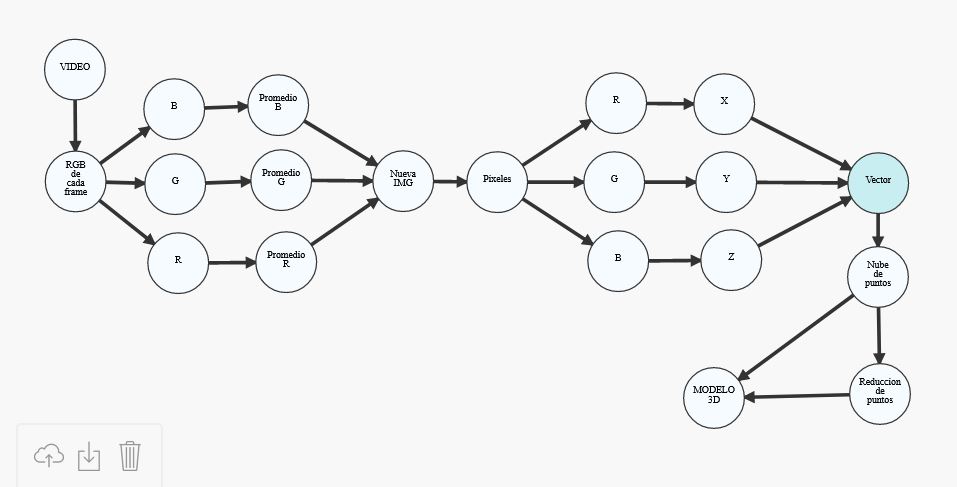 VIDEO
RGB
de
cada
frame
B
Promedio
B
G
Promedio
G
R
Promedio
R
Nueva
IMG
Pixeles
R
X
G
Y
B
Z
Vector
Nube
de
puntos
Reduccion
de
puntos
MODELO
3D